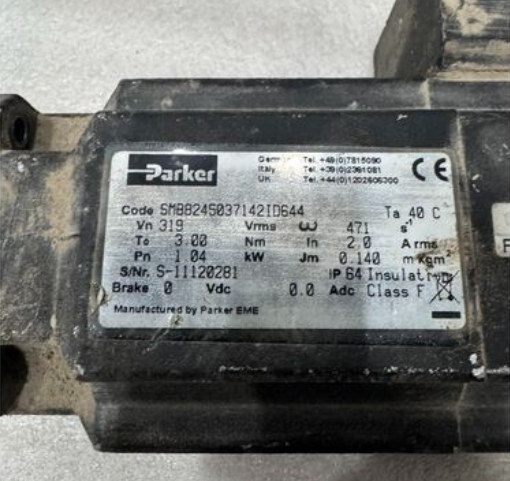 Parker
Germ Tel. +49(0)7815090
Italy Tel. +39(0)2361081
UK Tel. +44(0)1202606300
CE
Code SMB8245037142ID644 Ta 40 C
Vn 319 Vrms ω 471 s⁻¹
To 3.00 Nm In 2.0 A rms
Pn 1.04 kW Jm 0.140 m Kgm²
S/Nr. S-11120281 IP 64 Insulation
Brake 0 Vdc 0.0 Adc Class F
Manufactured by Parker EME